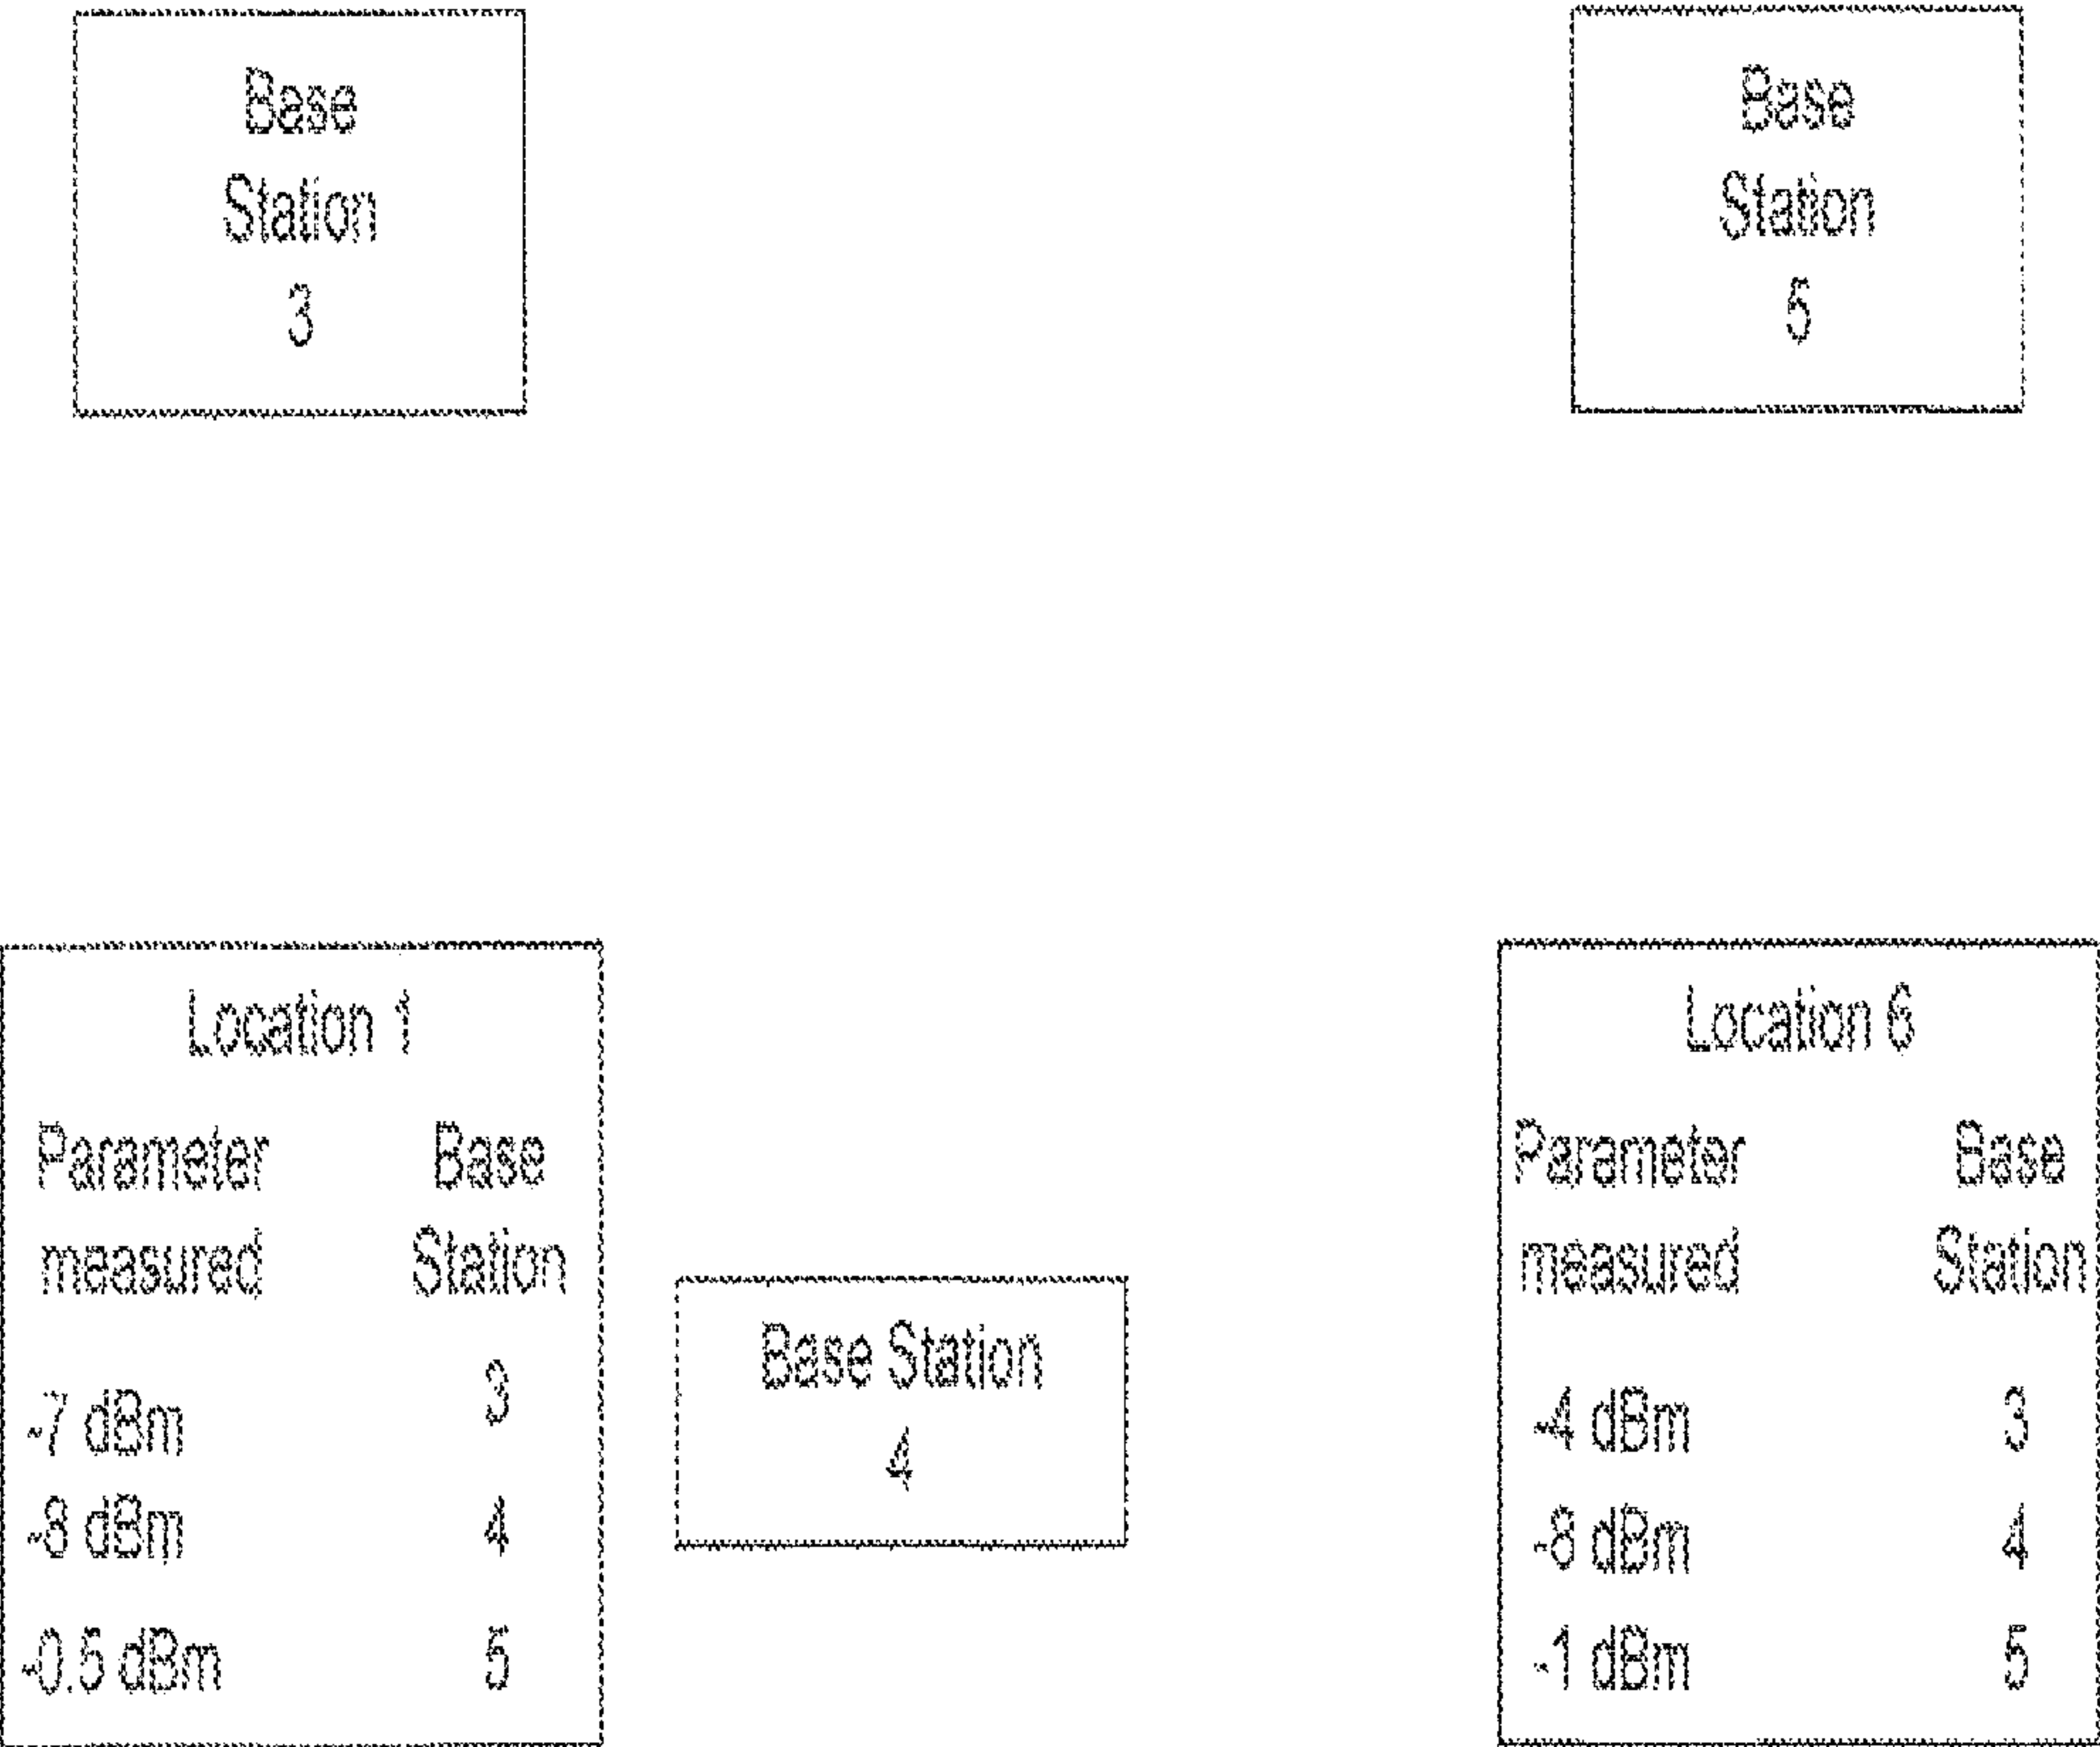 Base
Station
3
Base
Station
5
Location 1
Parameter Base
measured Station
-7 dBm 3
-8 dBm 4
-0.5 dBm 5
Base Station
4
Location 6
Parameter Base
measured Station
-4 dBm 3
-8 dBm 4
-1 dBm 5